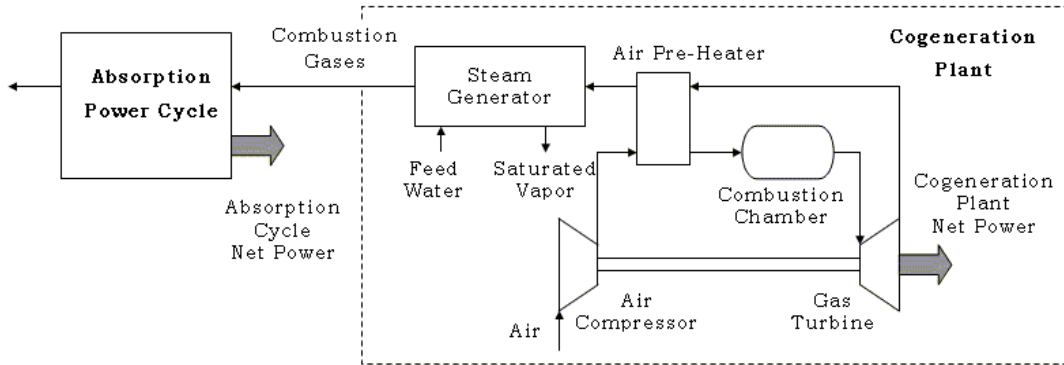 Absorption
Power Cycle
Combustion
Gases
Steam
Generator
Air Pre-Heater
Cogeneration
Plant
Feed
Water
Saturated
Vapor
Combustion
Chamber
Cogeneration
Plant
Net Power
Absorption
Cycle
Net Power
Air
Air
Compressor
Gas
Turbine